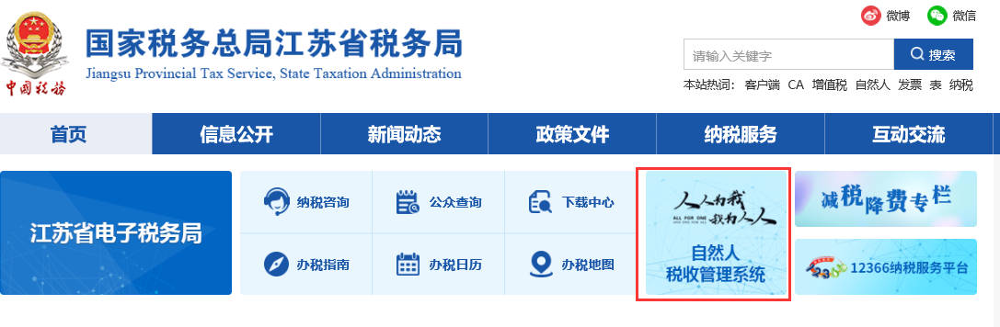 微博 微信
国家税务总局江苏省税务局
Jiangsu Provincial Tax Service, State Taxation Administration
中国税务
请输入关键字 搜索
本站热词： 客户端 CA 增值税 自然人 发票 表 纳税
首页 信息公开 新闻动态 政策文件 纳税服务 互动交流
江苏省电子税务局
纳税咨询 公众查询 下载中心
办税指南 办税日历 办税地图
人人为我
ALL FOR ONE
我为人人
自然人
税收管理系统
减税降费专栏
12366纳税服务平台